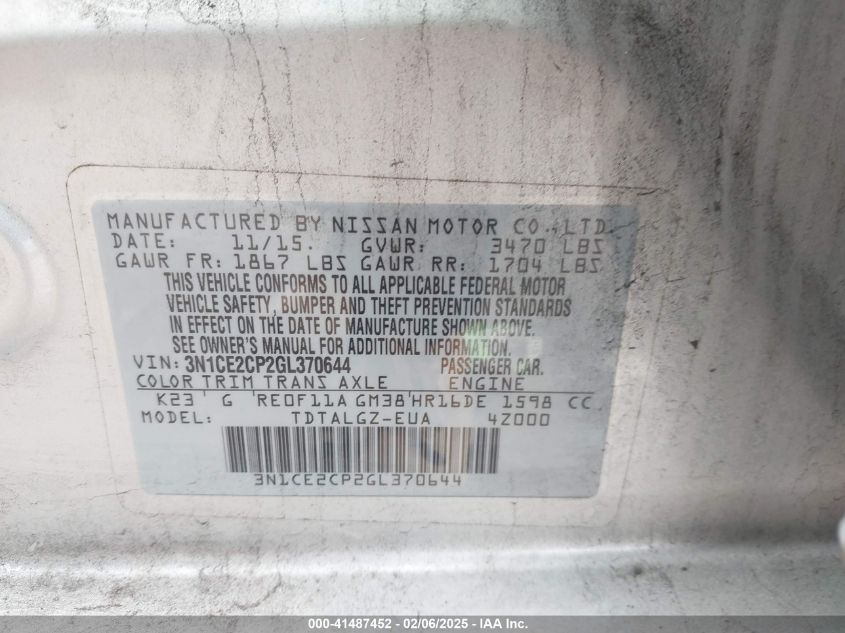 MANUFACTURED BY NISSAN MOTOR CO.,LTD.
DATE: 11/15. GVWR: 3470 LBS
GAWR FR: 1867 LBS GAWR RR: 1704 LBS
THIS VEHICLE CONFORMS TO ALL APPLICABLE FEDERAL MOTOR
VEHICLE SAFETY, BUMPER AND THEFT PREVENTION STANDARDS
IN EFFECT ON THE DATE OF MANUFACTURE SHOWN ABOVE.
SEE OWNER'S MANUAL FOR ADDITIONAL INFORMATION.
VIN: 3N1CE2CP2GL370644 PASSENGER CAR.
COLOR TRIM TRANS AXLE ENGINE
K23 G RE0F11A GM38 HR16DE 1598 CC
MODEL: TDTALGZ-EUA 4Z000
3N1CE2CP2GL370644
000-41487452 - 02/06/2025 - IAA Inc.